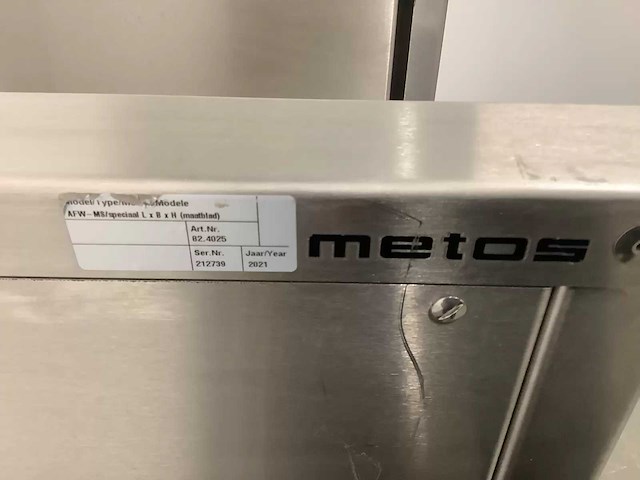 Modele
AFW-MS/speciaal L x B x H (maatblad)
Art.Nr.
82.4025
Ser.Nr. Jaar/Year
212739 2021
metos